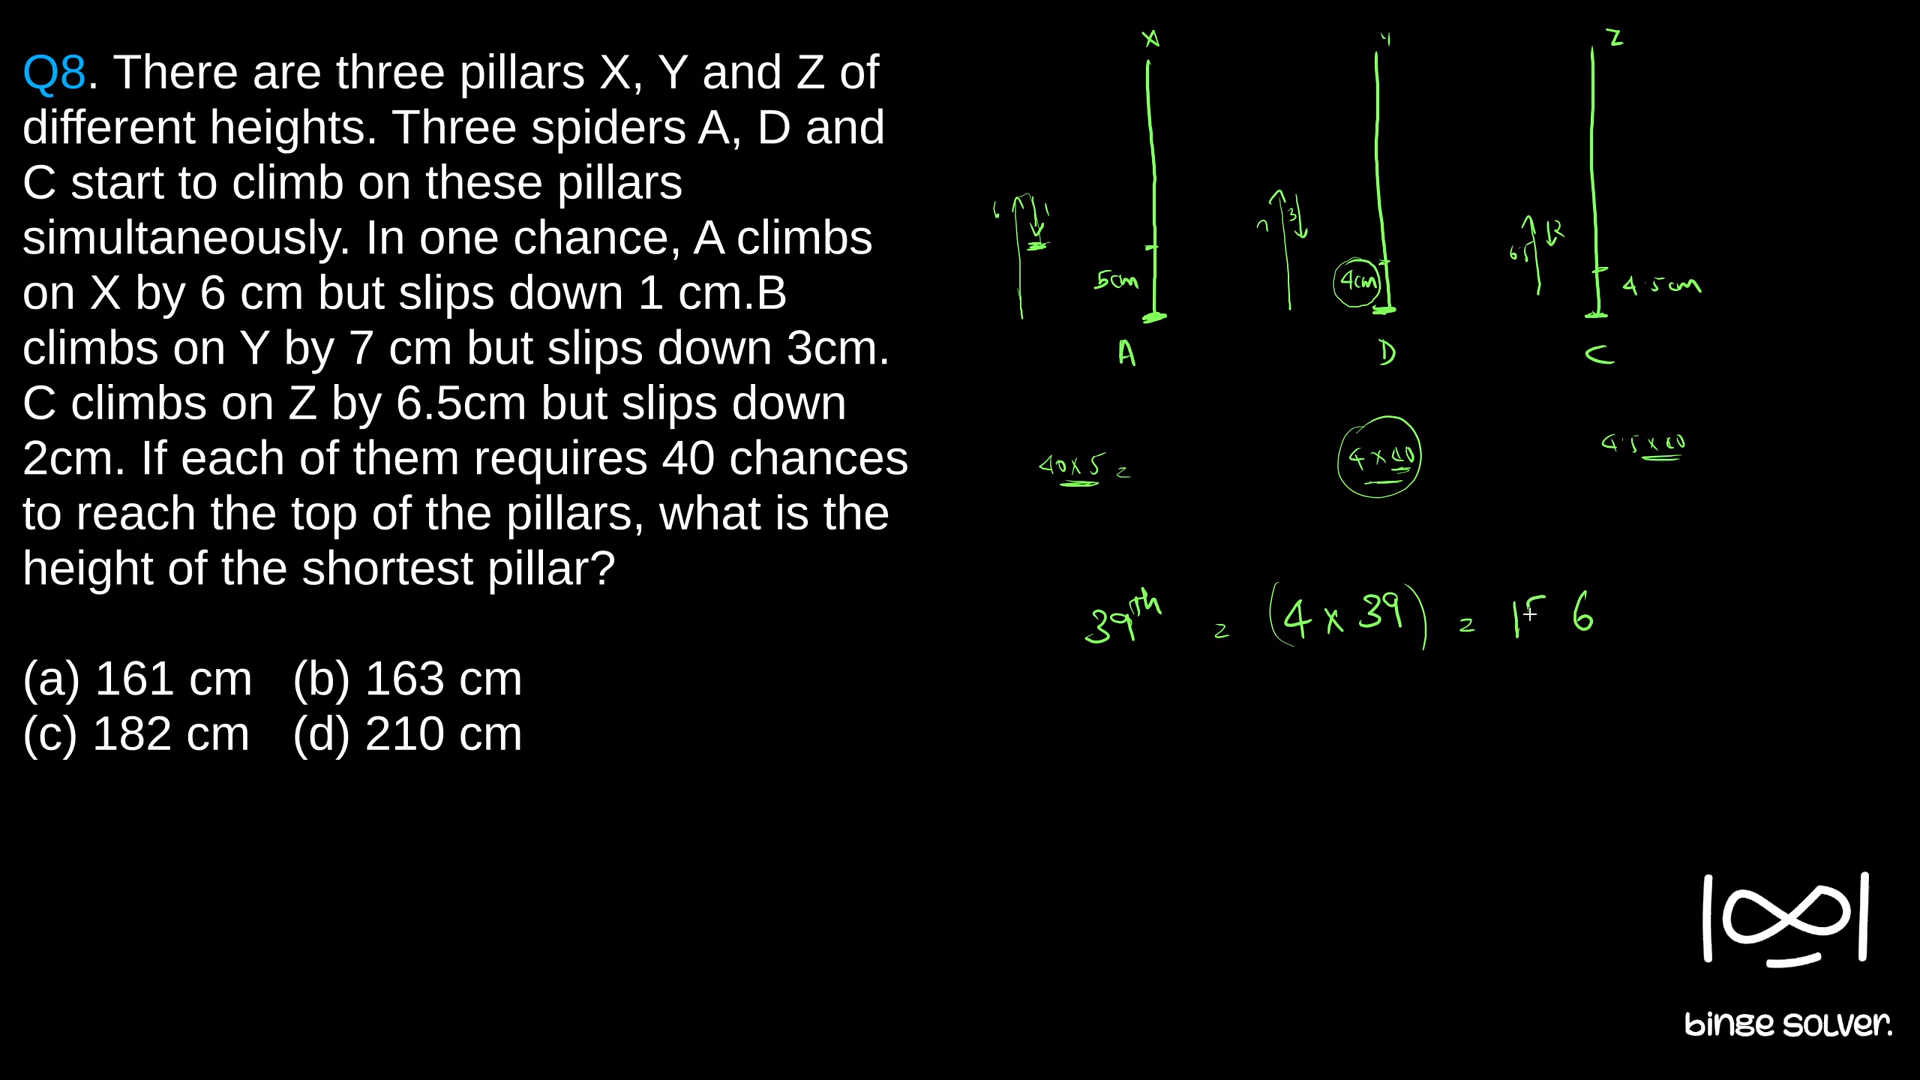 Q8. There are three pillars X, Y and Z of
different heights. Three spiders A, D and
C start to climb on these pillars
simultaneously. In one chance, A climbs
on X by 6 cm but slips down 1 cm.B
climbs on Y by 7 cm but slips down 3cm.
C climbs on Z by 6.5cm but slips down
2cm. If each of them requires 40 chances
to reach the top of the pillars, what is the
height of the shortest pillar?
(a) 161 cm (b) 163 cm
(c) 182 cm (d) 210 cm
X Y Z
6 1 7 3 6.5 2
5cm 4cm 4.5cm
A D C
40x5= 4x40 4.5x40
39th = (4x39) = 15 6
binge solver.